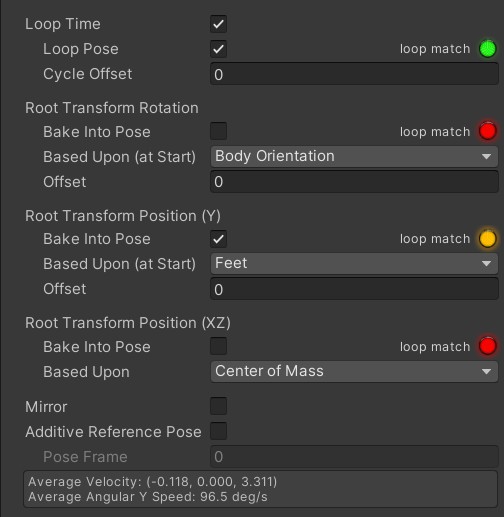 Loop Time
Loop Pose loop match
Cycle Offset 0
Root Transform Rotation
Bake Into Pose loop match
Based Upon (at Start) Body Orientation
Offset 0
Root Transform Position (Y)
Bake Into Pose loop match
Based Upon (at Start) Feet
Offset 0
Root Transform Position (XZ)
Bake Into Pose loop match
Based Upon Center of Mass
Mirror
Additive Reference Pose
Pose Frame 0
Average Velocity: (-0.118, 0.000, 3.311)
Average Angular Y Speed: 96.5 deg/s